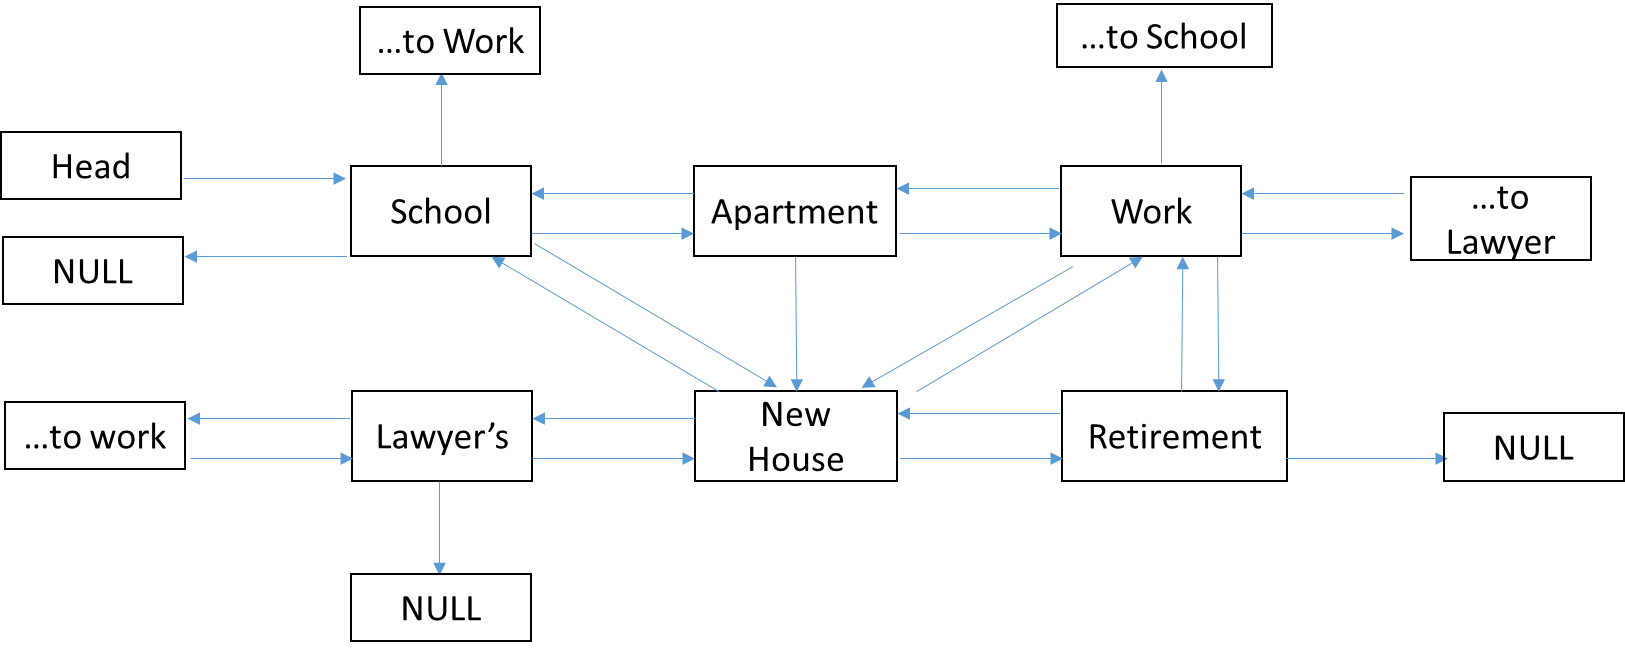 ...to Work
...to School
Head
School
Apartment
Work
...to
Lawyer
NULL
...to work
Lawyer’s
New
House
Retirement
NULL
NULL